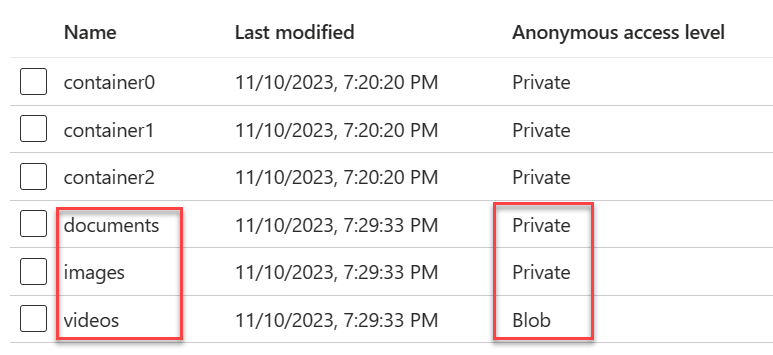 Name Last modified Anonymous access level
container0 11/10/2023, 7:20:20 PM Private
container1 11/10/2023, 7:20:20 PM Private
container2 11/10/2023, 7:20:20 PM Private
documents 11/10/2023, 7:29:33 PM Private
images 11/10/2023, 7:29:33 PM Private
videos 11/10/2023, 7:29:33 PM Blob